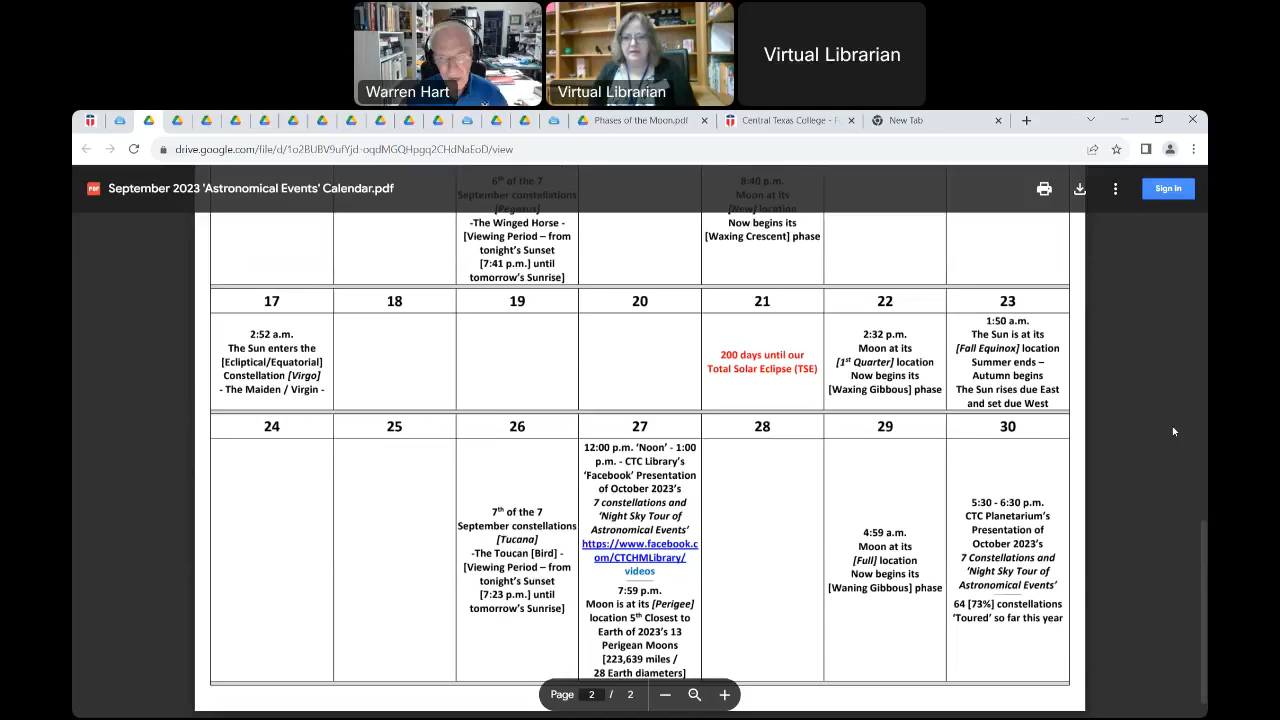 Virtual Librarian
Warren Hart
Virtual Librarian
Phases of the Moon.pdf
Central Texas College - F
New Tab
drive.google.com/file/d/1o2BUBV9ufYjd-oqdMGQHpgq2CHdNaEoD/view
PDF
September 2023 'Astronomical Events' Calendar.pdf
Sign In
6th of the 7
September constellations
[Pegasus]
-The Winged Horse -
[Viewing Period – from
tonight's Sunset
[7:41 p.m.] until
tomorrow's Sunrise]
8:40 p.m.
Moon at its
[New] location
Now begins its
[Waxing Crescent] phase
17
18
19
20
21
22
23
2:52 a.m.
The Sun enters the
[Ecliptical/Equatorial]
Constellation [Virgo]
- The Maiden / Virgin -
200 days until our
Total Solar Eclipse (TSE)
2:32 p.m.
Moon at its
[1st Quarter] location
Now begins its
[Waxing Gibbous] phase
1:50 a.m.
The Sun is at its
[Fall Equinox] location
Summer ends –
Autumn begins
The Sun rises due East
and set due West
24
25
26
27
28
29
30
7th of the 7
September constellations
[Tucana]
-The Toucan [Bird] -
[Viewing Period – from
tonight's Sunset
[7:23 p.m.] until
tomorrow's Sunrise]
12:00 p.m. 'Noon' - 1:00
p.m. - CTC Library's
'Facebook' Presentation
of October 2023's
7 constellations and
'Night Sky Tour of
Astronomical Events'
https://www.facebook.c
om/CTCHMLibrary/
videos
7:59 p.m.
Moon is at its [Perigee]
location 5th Closest to
Earth of 2023's 13
Perigean Moons
[223,639 miles /
28 Earth diameters]
4:59 a.m.
Moon at its
[Full] location
Now begins its
[Waning Gibbous] phase
5:30 - 6:30 p.m.
CTC Planetarium's
Presentation of
October 2023's
7 Constellations and
'Night Sky Tour of
Astronomical Events'
64 [73%] constellations
'Toured' so far this year
Page 2 / 2